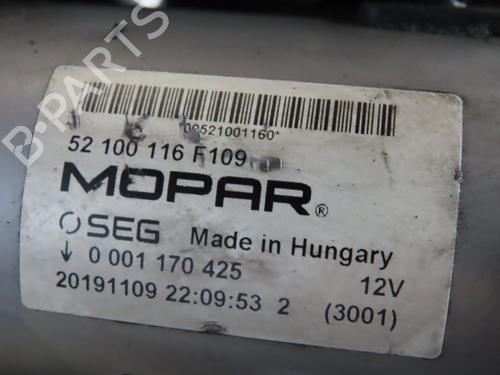 B-PARTS
*00521001160*
52 100 116 F109
MOPAR®
SEG Made in Hungary
0 001 170 425 12V
20191109 22:09:53 2 (3001)